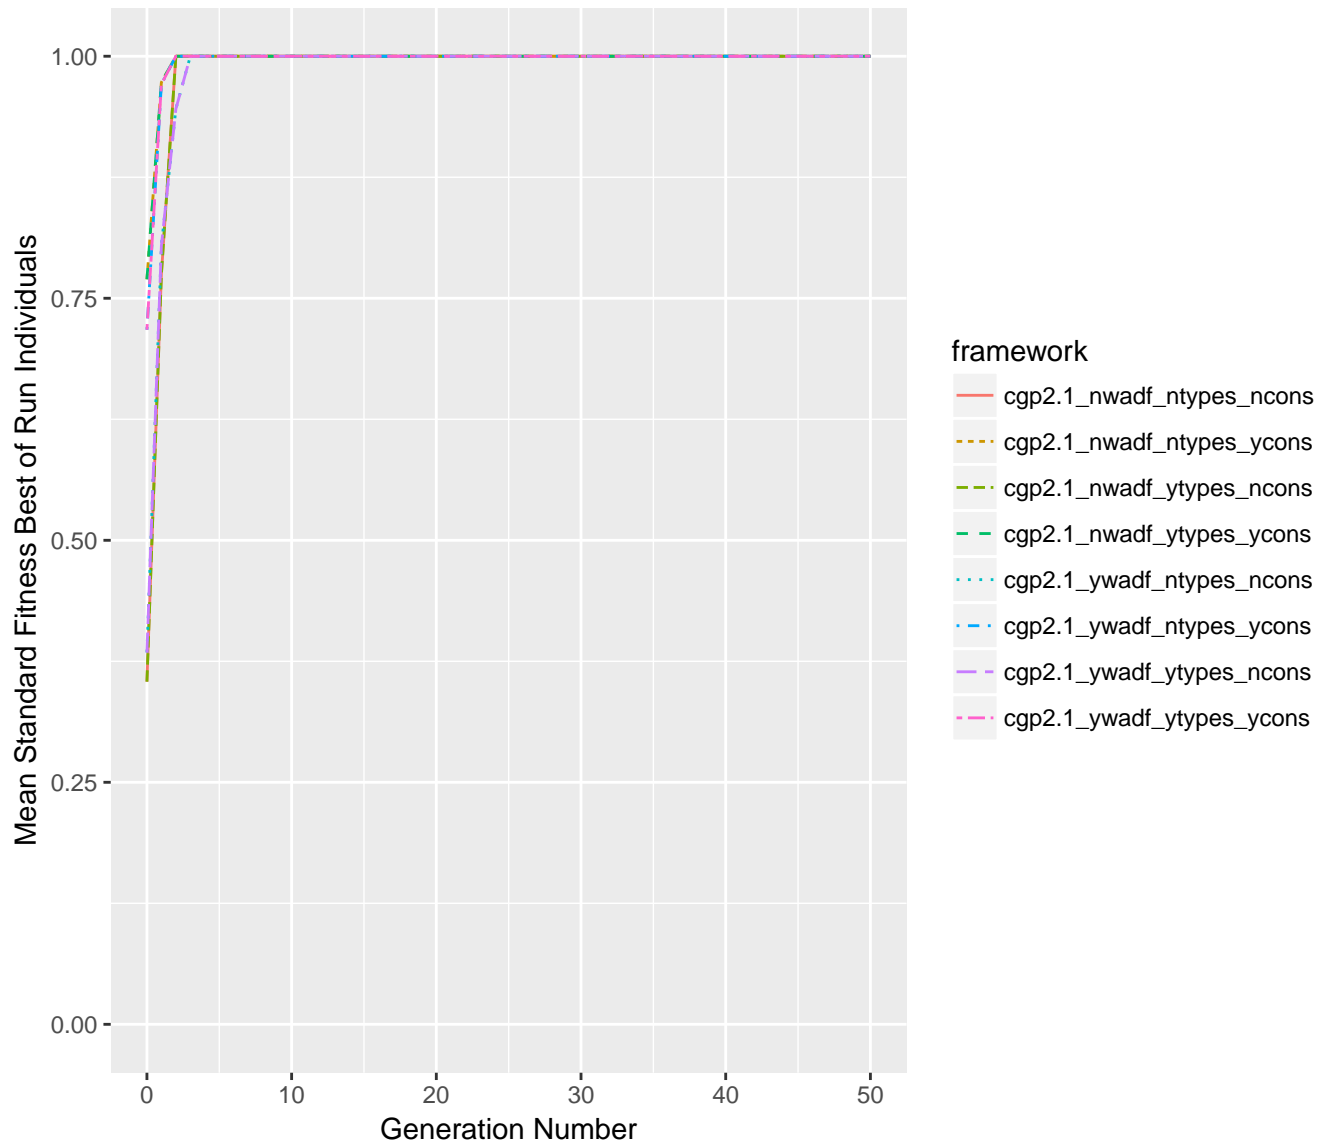 Mean Standard Fitness Best of Run Individuals
1.00
0.75
0.50
0.25
0.00
0 10 20 30 40 50
Generation Number
framework
cgp2.1_nwadf_ntypes_ncons
cgp2.1_nwadf_ntypes_ycons
cgp2.1_nwadf_ytypes_ncons
cgp2.1_nwadf_ytypes_ycons
cgp2.1_ywadf_ntypes_ncons
cgp2.1_ywadf_ntypes_ycons
cgp2.1_ywadf_ytypes_ncons
cgp2.1_ywadf_ytypes_ycons